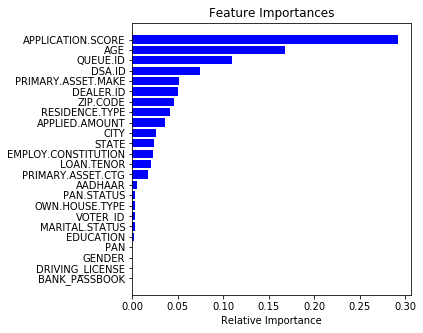 Feature Importances
APPLICATION.SCORE
AGE
QUEUE.ID
DSA.ID
PRIMARY.ASSET.MAKE
DEALER.ID
ZIP.CODE
RESIDENCE.TYPE
APPLIED.AMOUNT
CITY
STATE
EMPLOY.CONSTITUTION
LOAN.TENOR
PRIMARY.ASSET.CTG
AADHAAR
PAN.STATUS
OWN.HOUSE.TYPE
VOTER_ID
MARITAL.STATUS
EDUCATION
PAN
GENDER
DRIVING_LICENSE
BANK_PASSBOOK
0.00 0.05 0.10 0.15 0.20 0.25 0.30
Relative Importance